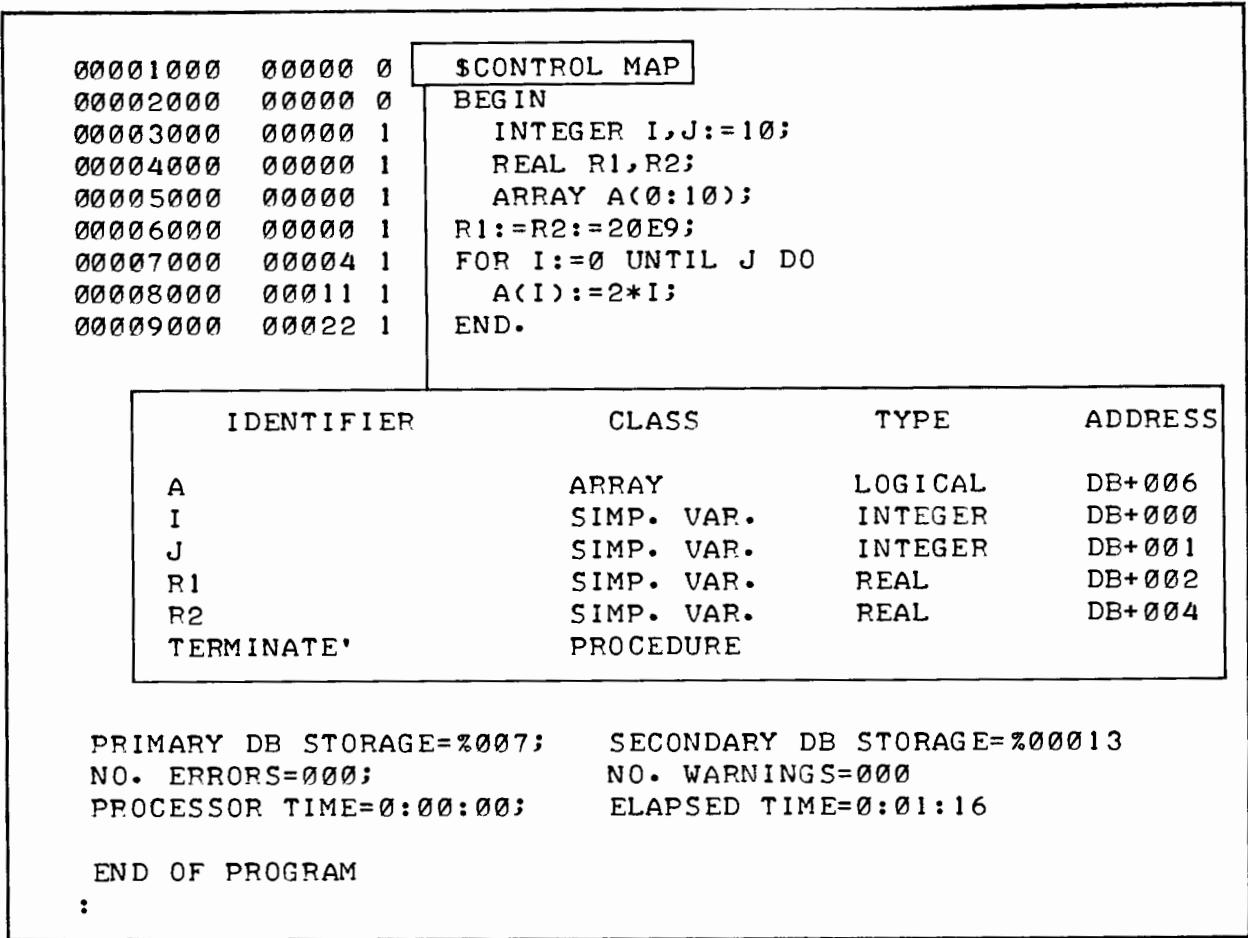 00001000 00000 0 $CONTROL MAP
00002000 00000 0 BEGIN
00003000 00000 1 INTEGER I,J:=10;
00004000 00000 1 REAL R1,R2;
00005000 00000 1 ARRAY A(0:10);
00006000 00000 1 R1:=R2:=20E9;
00007000 00004 1 FOR I:=0 UNTIL J DO
00008000 00011 1 A(I):=2*I;
00009000 00022 1 END.
IDENTIFIER CLASS TYPE ADDRESS
A ARRAY LOGICAL DB+006
I SIMP. VAR. INTEGER DB+000
J SIMP. VAR. INTEGER DB+001
R1 SIMP. VAR. REAL DB+002
R2 SIMP. VAR. REAL DB+004
TERMINATE' PROCEDURE
PRIMARY DB STORAGE=%007; SECONDARY DB STORAGE=%00013
NO. ERRORS=000; NO. WARNINGS=000
PROCESSOR TIME=0:00:00; ELAPSED TIME=0:01:16
END OF PROGRAM
: